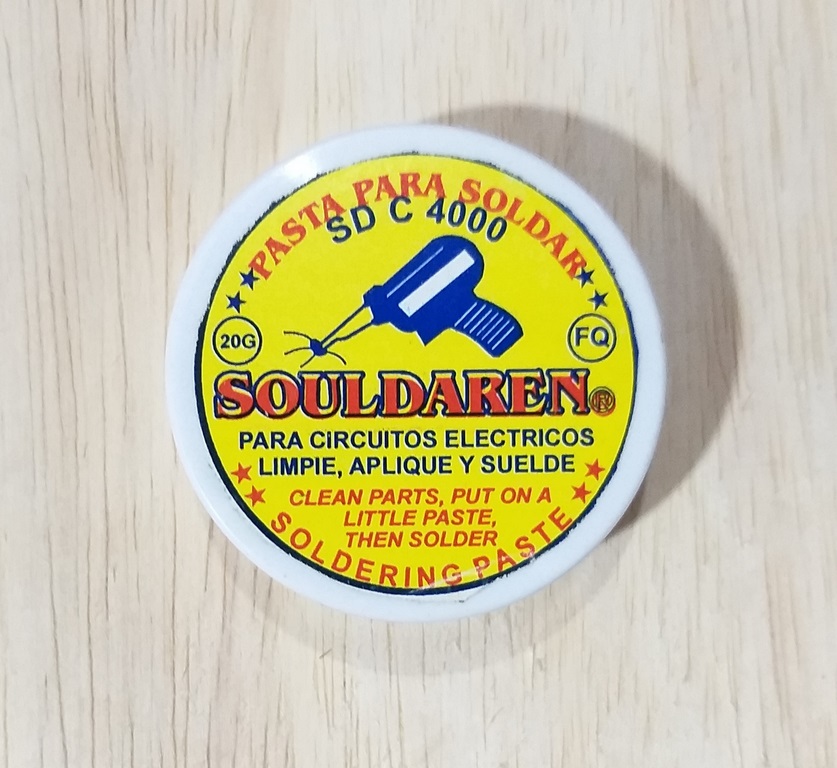 PASTA PARA SOLDAR
SD C 4000
20G
FQ
SOULDAREN®
PARA CiRCUITOS ELECTRICOS
LIMPIE, APLIQUE Y SUELDE
CLEAN PARTS, PUT ON A
LITTLE PASTE,
THEN SOLDER
SOLDERING PASTE